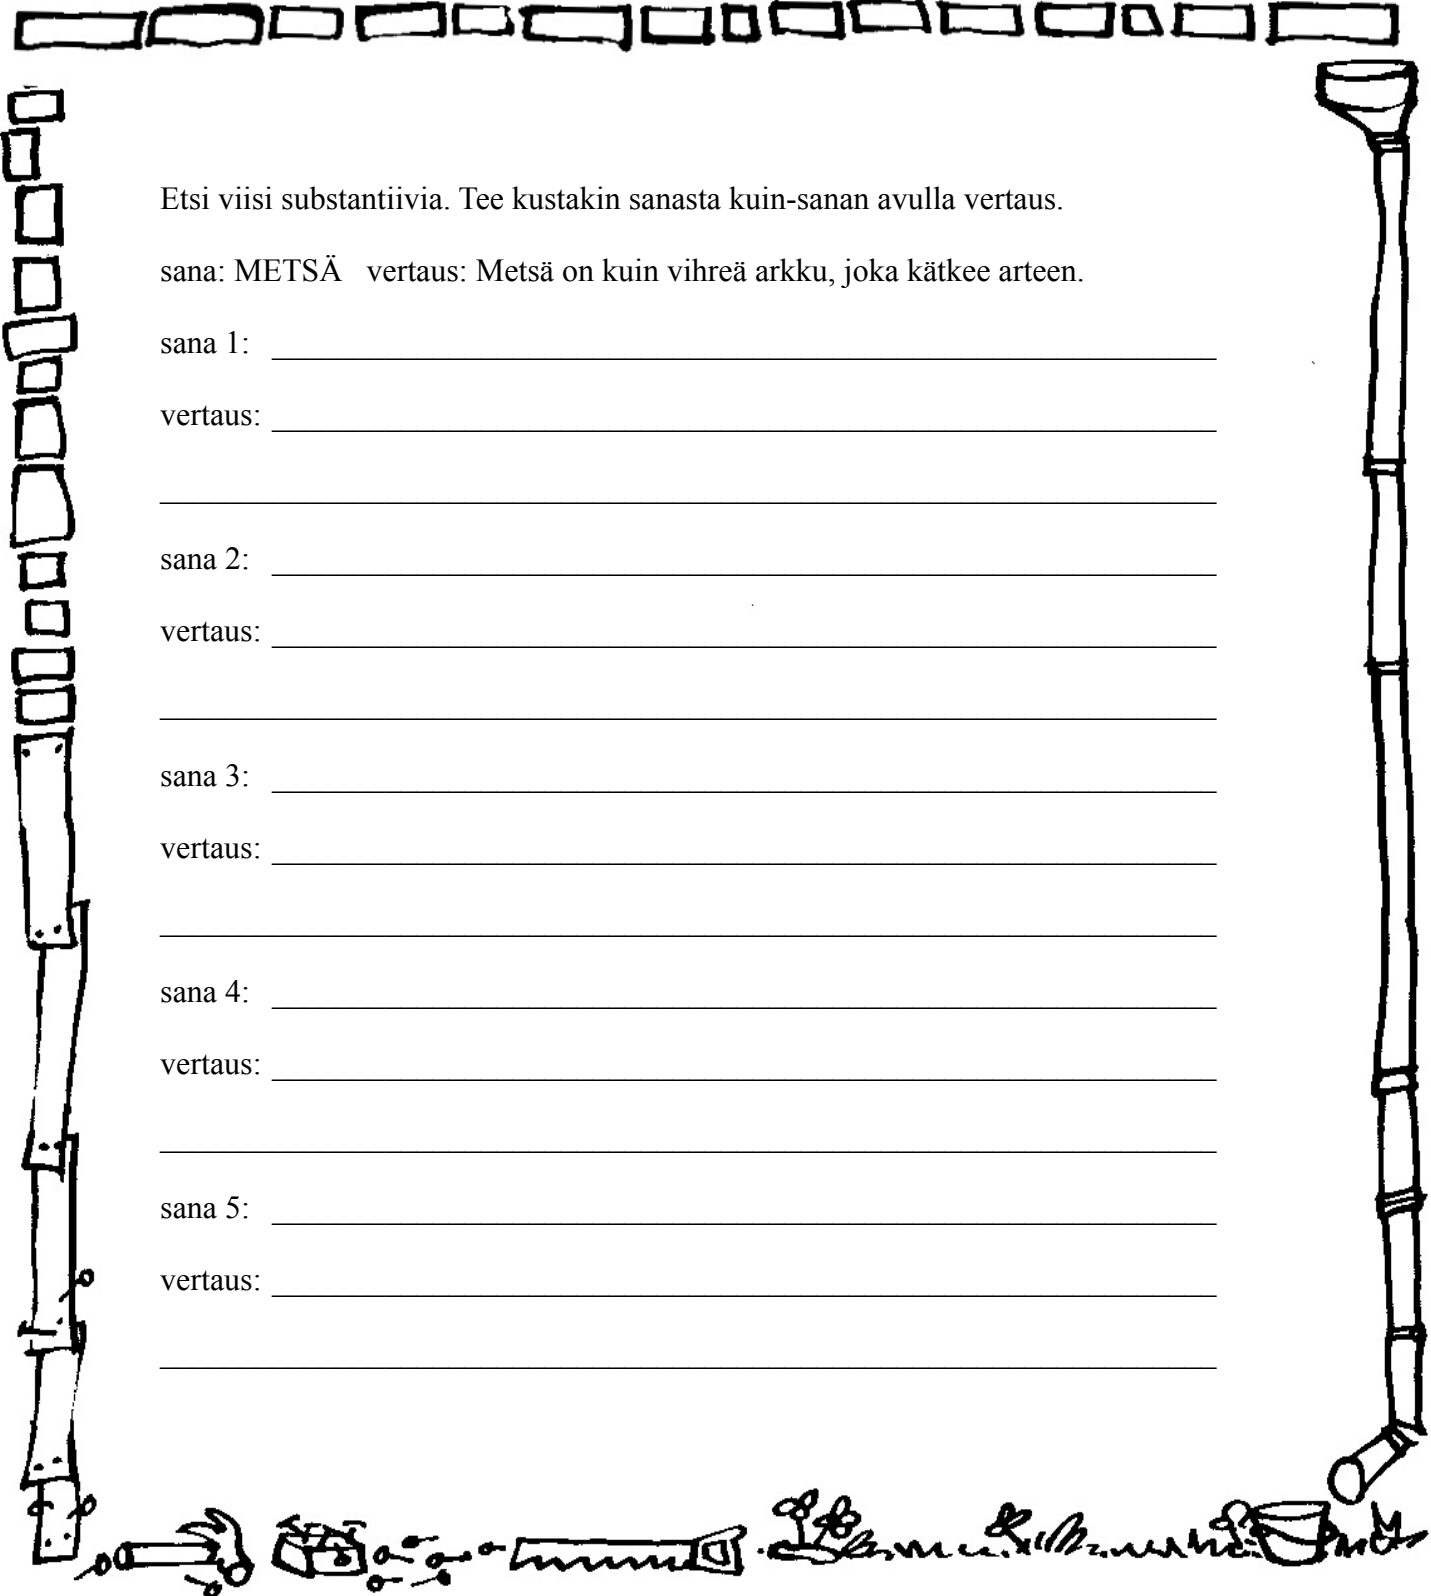 Etsi viisi substantiivia. Tee kustakin sanasta kuin-sanan avulla vertaus.
sana: METSÄ vertaus: Metsä on kuin vihreä arkku, joka kätkee arteen.
sana 1:
vertaus:
sana 2:
vertaus:
sana 3:
vertaus:
sana 4:
vertaus:
sana 5:
vertaus: